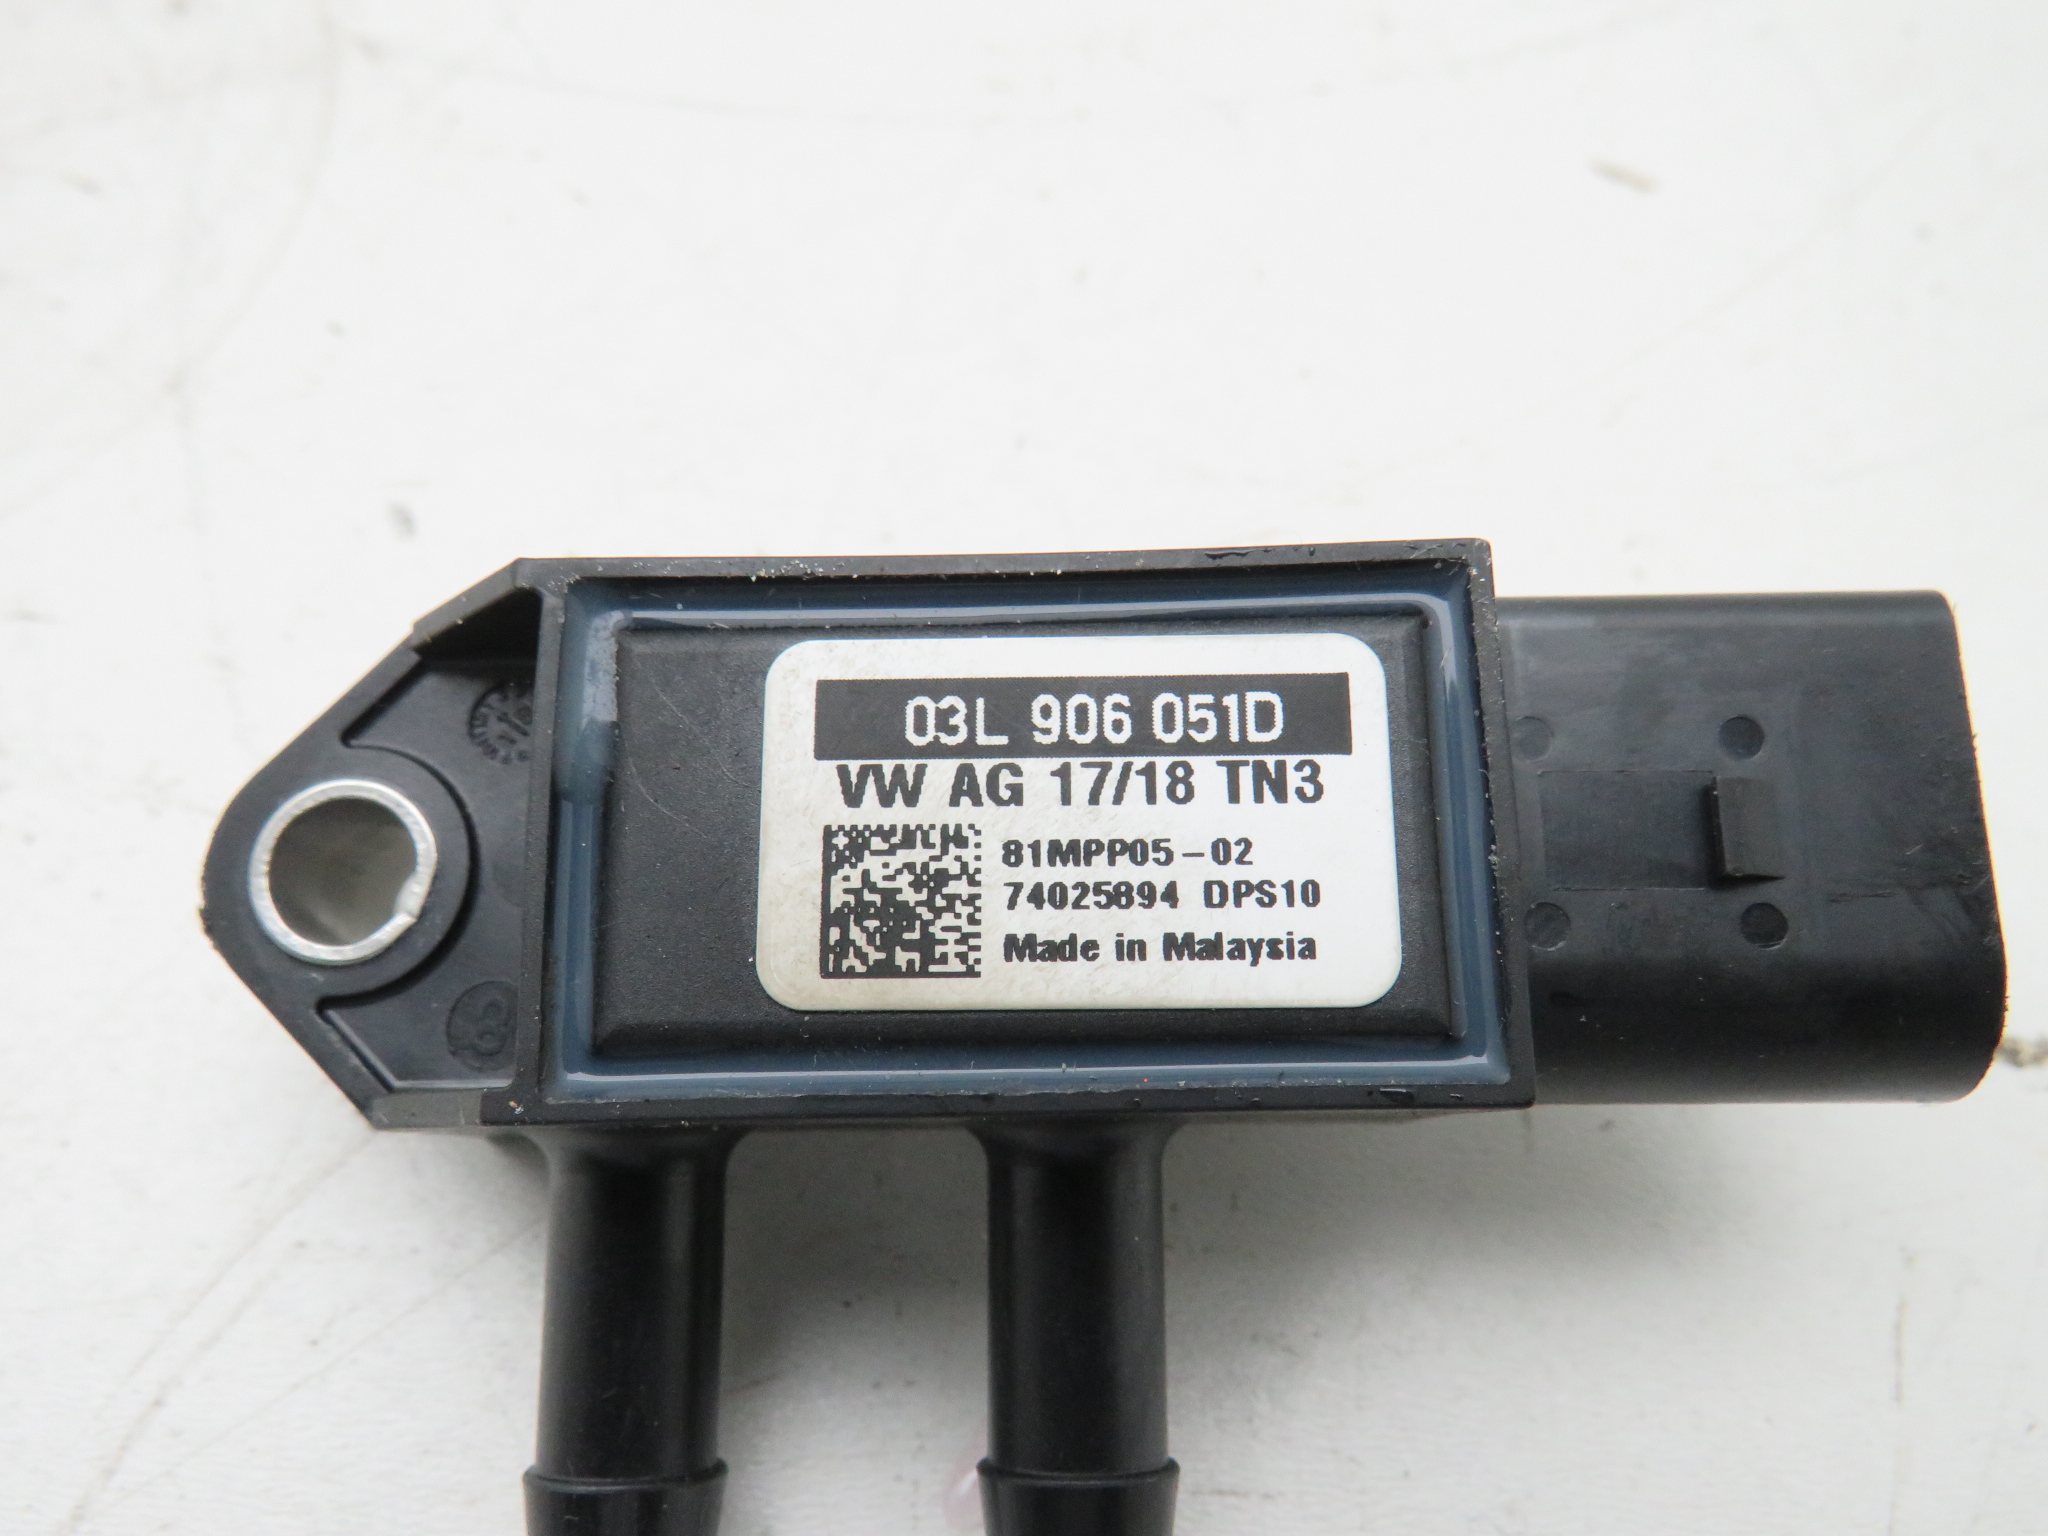 03L 906 051D
VW AG 17/18 TN3
81MPP05-02
74025894 DPS10
Made in Malaysia